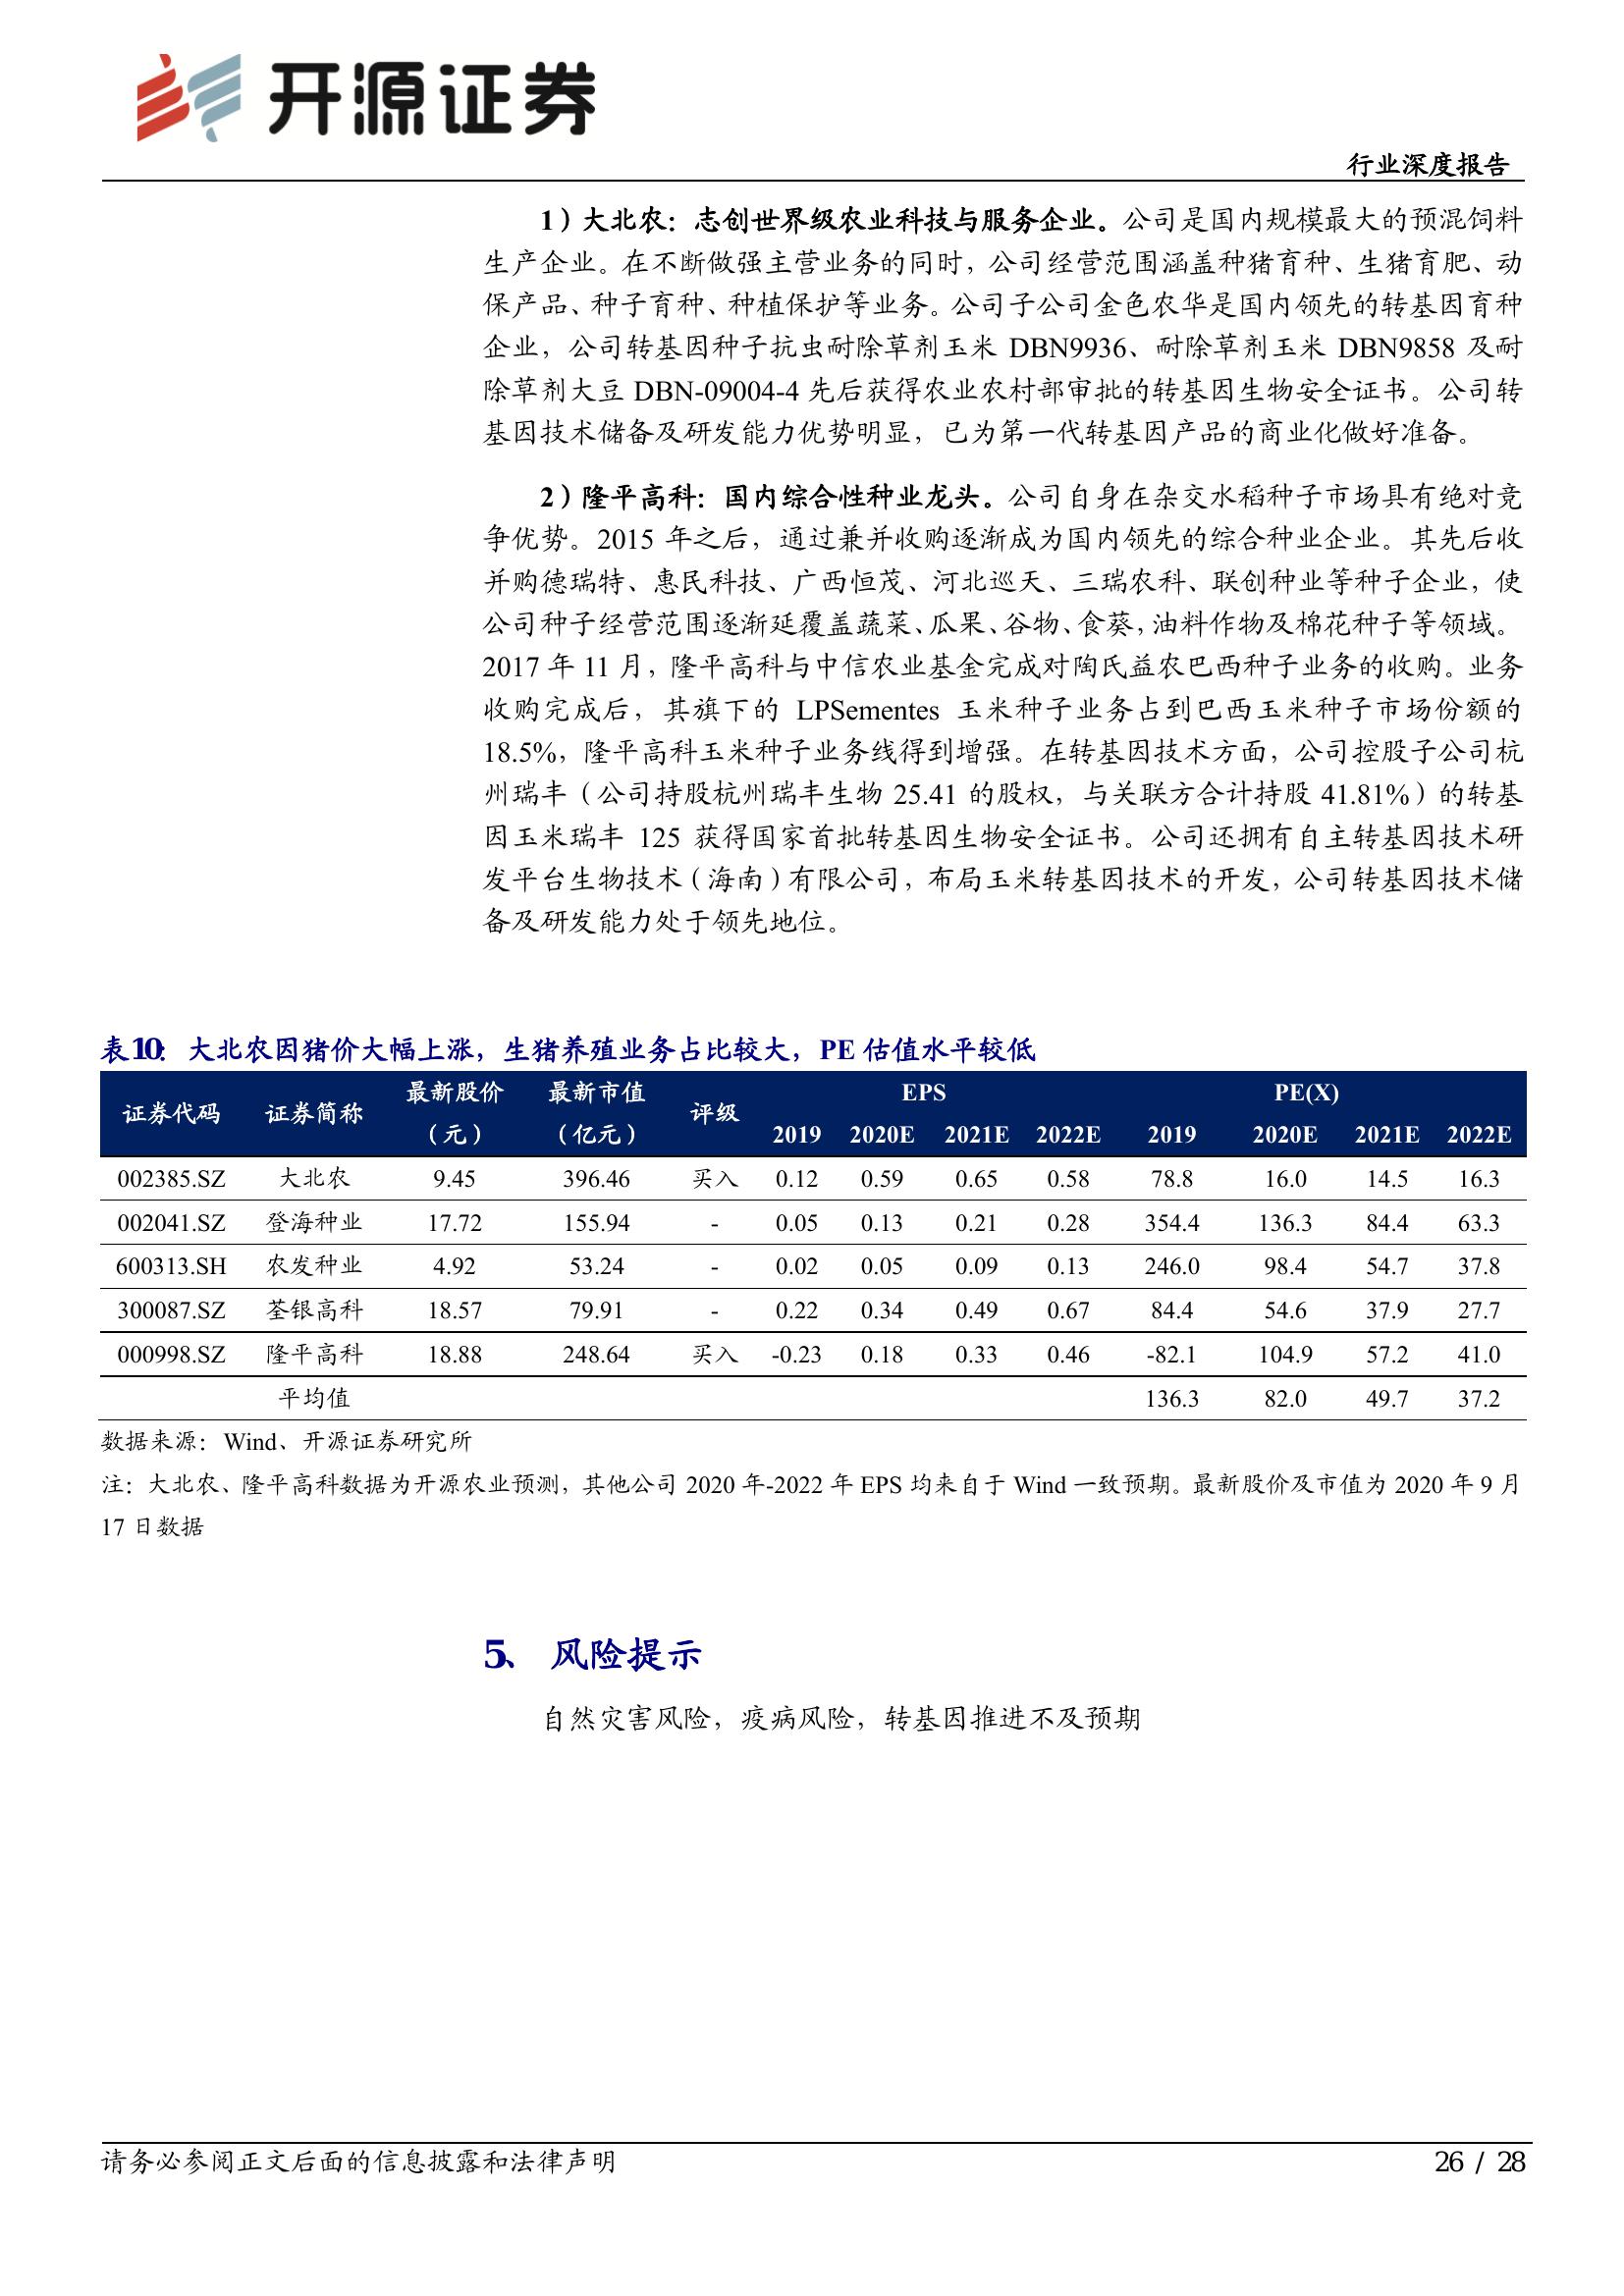 开源证券
行业深度报告
1）大北农：志创世界级农业科技与服务企业。公司是国内规模最大的预混饲料
生产企业。在不断做强主营业务的同时，公司经营范围涵盖种猪育种、生猪育肥、动
保产品、种子育种、种植保护等业务。公司子公司金色农华是国内领先的转基因育种
企业，公司转基因种子抗虫耐除草剂玉米 DBN9936、耐除草剂玉米 DBN9858 及耐
除草剂大豆 DBN-09004-4 先后获得农业农村部审批的转基因生物安全证书。公司转
基因技术储备及研发能力优势明显，已为第一代转基因产品的商业化做好准备。
2）隆平高科：国内综合性种业龙头。公司自身在杂交水稻种子市场具有绝对竞
争优势。2015 年之后，通过兼并收购逐渐成为国内领先的综合种业企业。其先后收
并购德瑞特、惠民科技、广西恒茂、河北巡天、三瑞农科、联创种业等种子企业，使
公司种子经营范围逐渐延覆盖蔬菜、瓜果、谷物、食葵，油料作物及棉花种子等领域。
2017 年 11 月，隆平高科与中信农业基金完成对陶氏益农巴西种子业务的收购。业务
收购完成后，其旗下的 LPSementes 玉米种子业务占到巴西玉米种子市场份额的
18.5%，隆平高科玉米种子业务线得到增强。在转基因技术方面，公司控股子公司杭
州瑞丰（公司持股杭州瑞丰生物 25.41 的股权，与关联方合计持股 41.81%）的转基
因玉米瑞丰 125 获得国家首批转基因生物安全证书。公司还拥有自主转基因技术研
发平台生物技术（海南）有限公司，布局玉米转基因技术的开发，公司转基因技术储
备及研发能力处于领先地位。
表10：大北农因猪价大幅上涨，生猪养殖业务占比较大，PE 估值水平较低
证券代码 证券简称 最新股价（元） 最新市值（亿元） 评级 EPS PE(X)
2019 2020E 2021E 2022E 2019 2020E 2021E 2022E
002385.SZ 大北农 9.45 396.46 买入 0.12 0.59 0.65 0.58 78.8 16.0 14.5 16.3
002041.SZ 登海种业 17.72 155.94 - 0.05 0.13 0.21 0.28 354.4 136.3 84.4 63.3
600313.SH 农发种业 4.92 53.24 - 0.02 0.05 0.09 0.13 246.0 98.4 54.7 37.8
300087.SZ 荃银高科 18.57 79.91 - 0.22 0.34 0.49 0.67 84.4 54.6 37.9 27.7
000998.SZ 隆平高科 18.88 248.64 买入 -0.23 0.18 0.33 0.46 -82.1 104.9 57.2 41.0
平均值 136.3 82.0 49.7 37.2
数据来源：Wind、开源证券研究所
注：大北农、隆平高科数据为开源农业预测，其他公司 2020 年-2022 年 EPS 均来自于 Wind 一致预期。最新股价及市值为 2020 年 9 月
17 日数据
5、 风险提示
自然灾害风险，疫病风险，转基因推进不及预期
请务必参阅正文后面的信息披露和法律声明
26 / 28